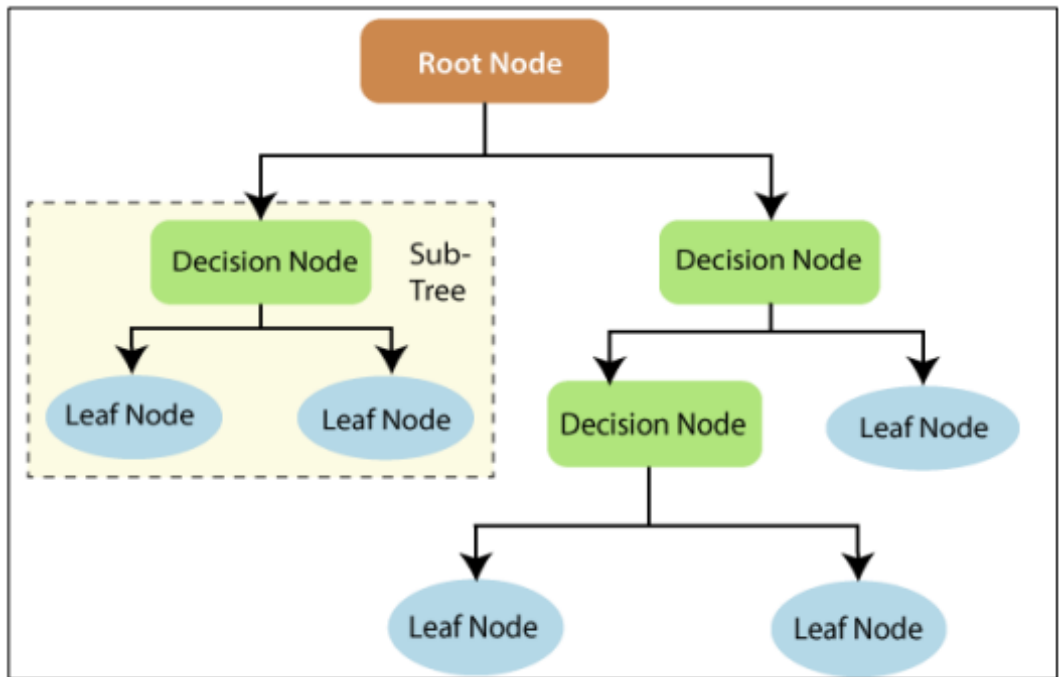 Root Node
Decision Node
Sub-
Tree
Decision Node
Leaf Node
Leaf Node
Decision Node
Leaf Node
Leaf Node
Leaf Node